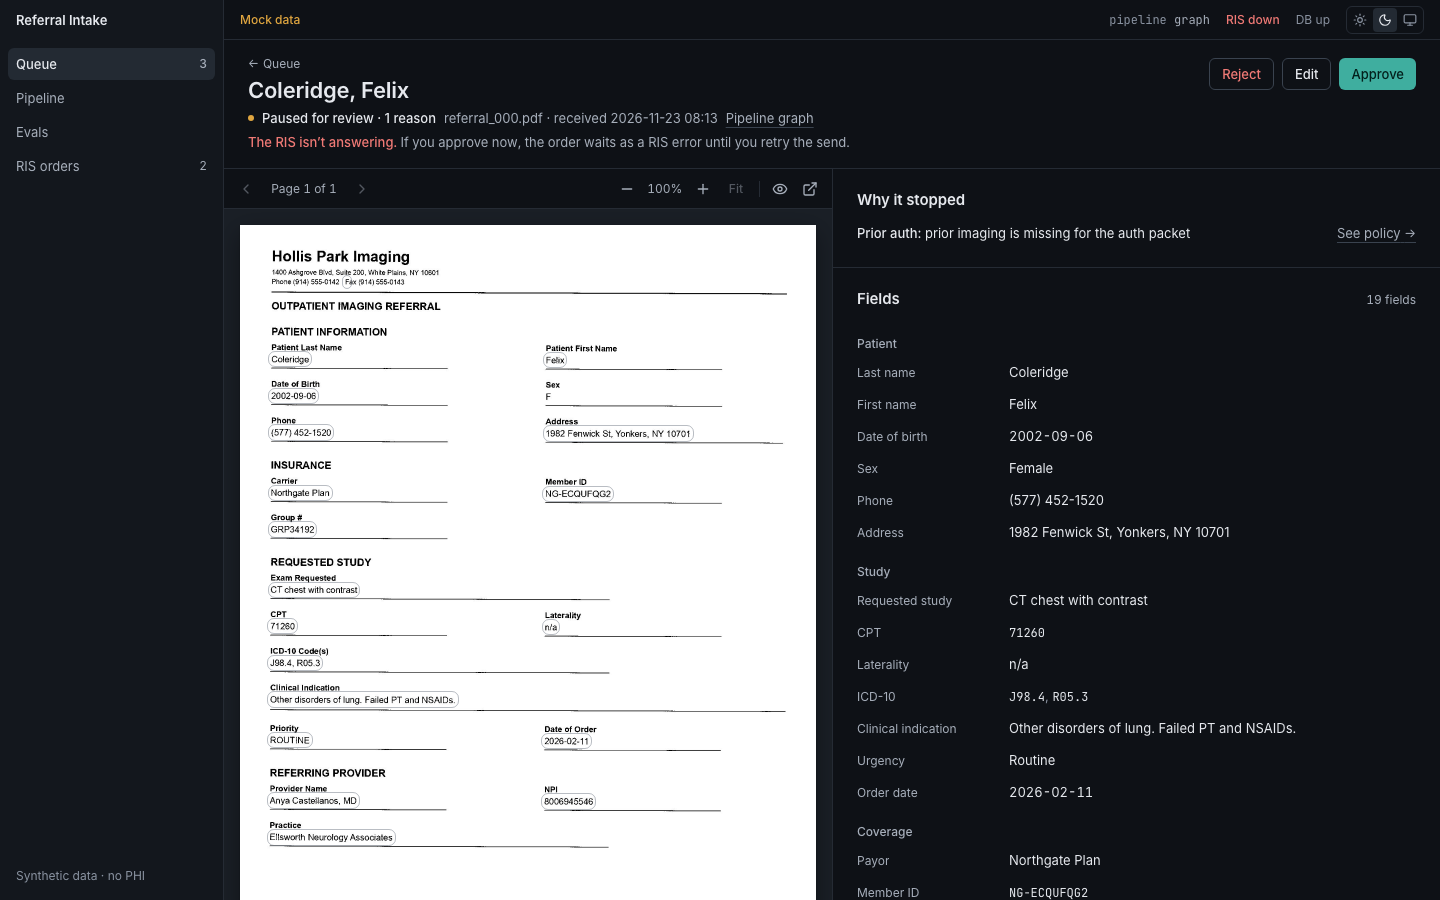 Referral Intake
Queue 3
Pipeline
Evals
RIS orders 2
Synthetic data · no PHI
Mock data
pipeline graph RIS down DB up
← Queue
Coleridge, Felix
Paused for review · 1 reason referral_000.pdf · received 2026-11-23 08:13 Pipeline graph
The RIS isn’t answering. If you approve now, the order waits as a RIS error until you retry the send.
Reject Edit Approve
Page 1 of 1
100% Fit
Hollis Park Imaging
1400 Ashgrove Blvd, Suite 200, White Plains, NY 10601
Phone (914) 555-0142 | Fax (914) 555-0143
OUTPATIENT IMAGING REFERRAL
PATIENT INFORMATION
Patient Last Name Patient First Name
Coleridge Felix
Date of Birth Sex
2002-09-06 F
Phone Address
(577) 452-1520 1982 Fenwick St, Yonkers, NY 10701
INSURANCE
Carrier Member ID
Northgate Plan NG-ECQUFQG2
Group #
GRP34192
REQUESTED STUDY
Exam Requested
CT chest with contrast
CPT Laterality
71260 n/a
ICD-10 Code(s)
J98.4, R05.3
Clinical Indication
Other disorders of lung. Failed PT and NSAIDs.
Priority Date of Order
ROUTINE 2026-02-11
REFERRING PROVIDER
Provider Name NPI
Anya Castellanos, MD 8006945546
Practice
Ellsworth Neurology Associates
Why it stopped
Prior auth: prior imaging is missing for the auth packet See policy →
Fields 19 fields
Patient
Last name Coleridge
First name Felix
Date of birth 2002-09-06
Sex Female
Phone (577) 452-1520
Address 1982 Fenwick St, Yonkers, NY 10701
Study
Requested study CT chest with contrast
CPT 71260
Laterality n/a
ICD-10 J98.4, R05.3
Clinical indication Other disorders of lung. Failed PT and NSAIDs.
Urgency Routine
Order date 2026-02-11
Coverage
Payor Northgate Plan
Member ID NG-ECQUFQG2